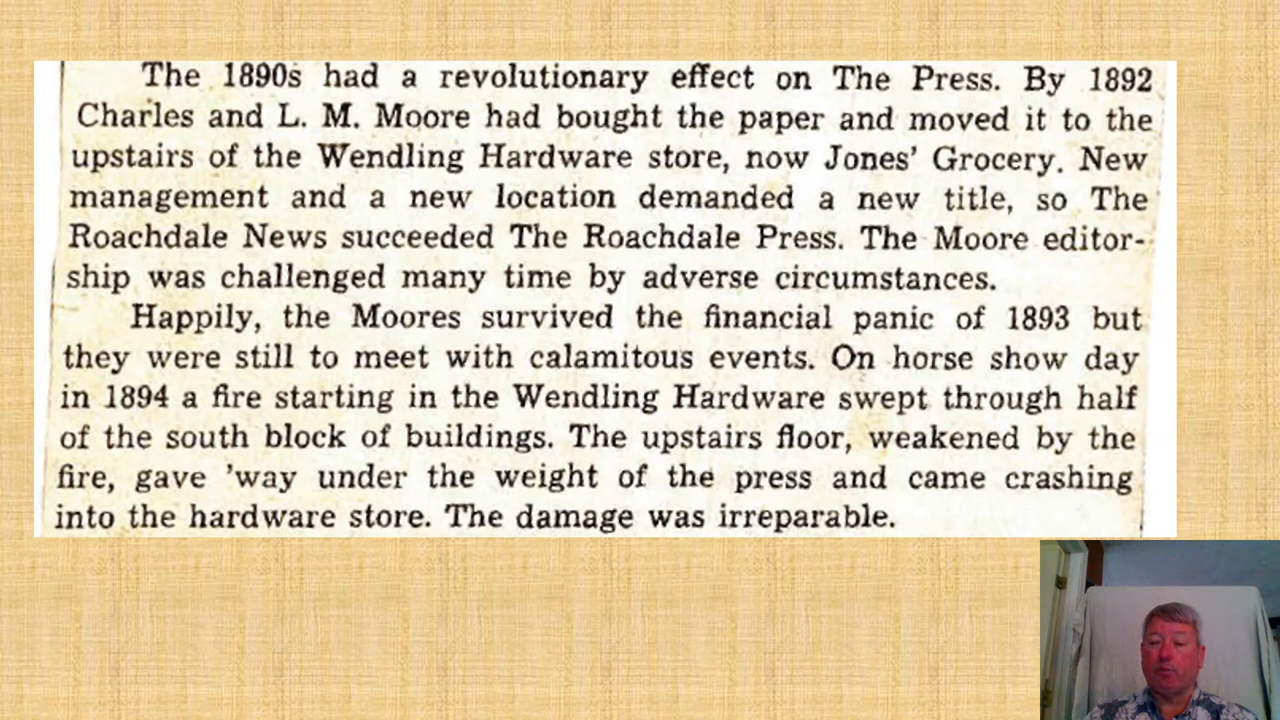 The 1890s had a revolutionary effect on The Press. By 1892
Charles and L. M. Moore had bought the paper and moved it to the
upstairs of the Wendling Hardware store, now Jones' Grocery. New
management and a new location demanded a new title, so The
Roachdale News succeeded The Roachdale Press. The Moore editor-
ship was challenged many time by adverse circumstances.
Happily, the Moores survived the financial panic of 1893 but
they were still to meet with calamitous events. On horse show day
in 1894 a fire starting in the Wendling Hardware swept through half
of the south block of buildings. The upstairs floor, weakened by the
fire, gave 'way under the weight of the press and came crashing
into the hardware store. The damage was irreparable.